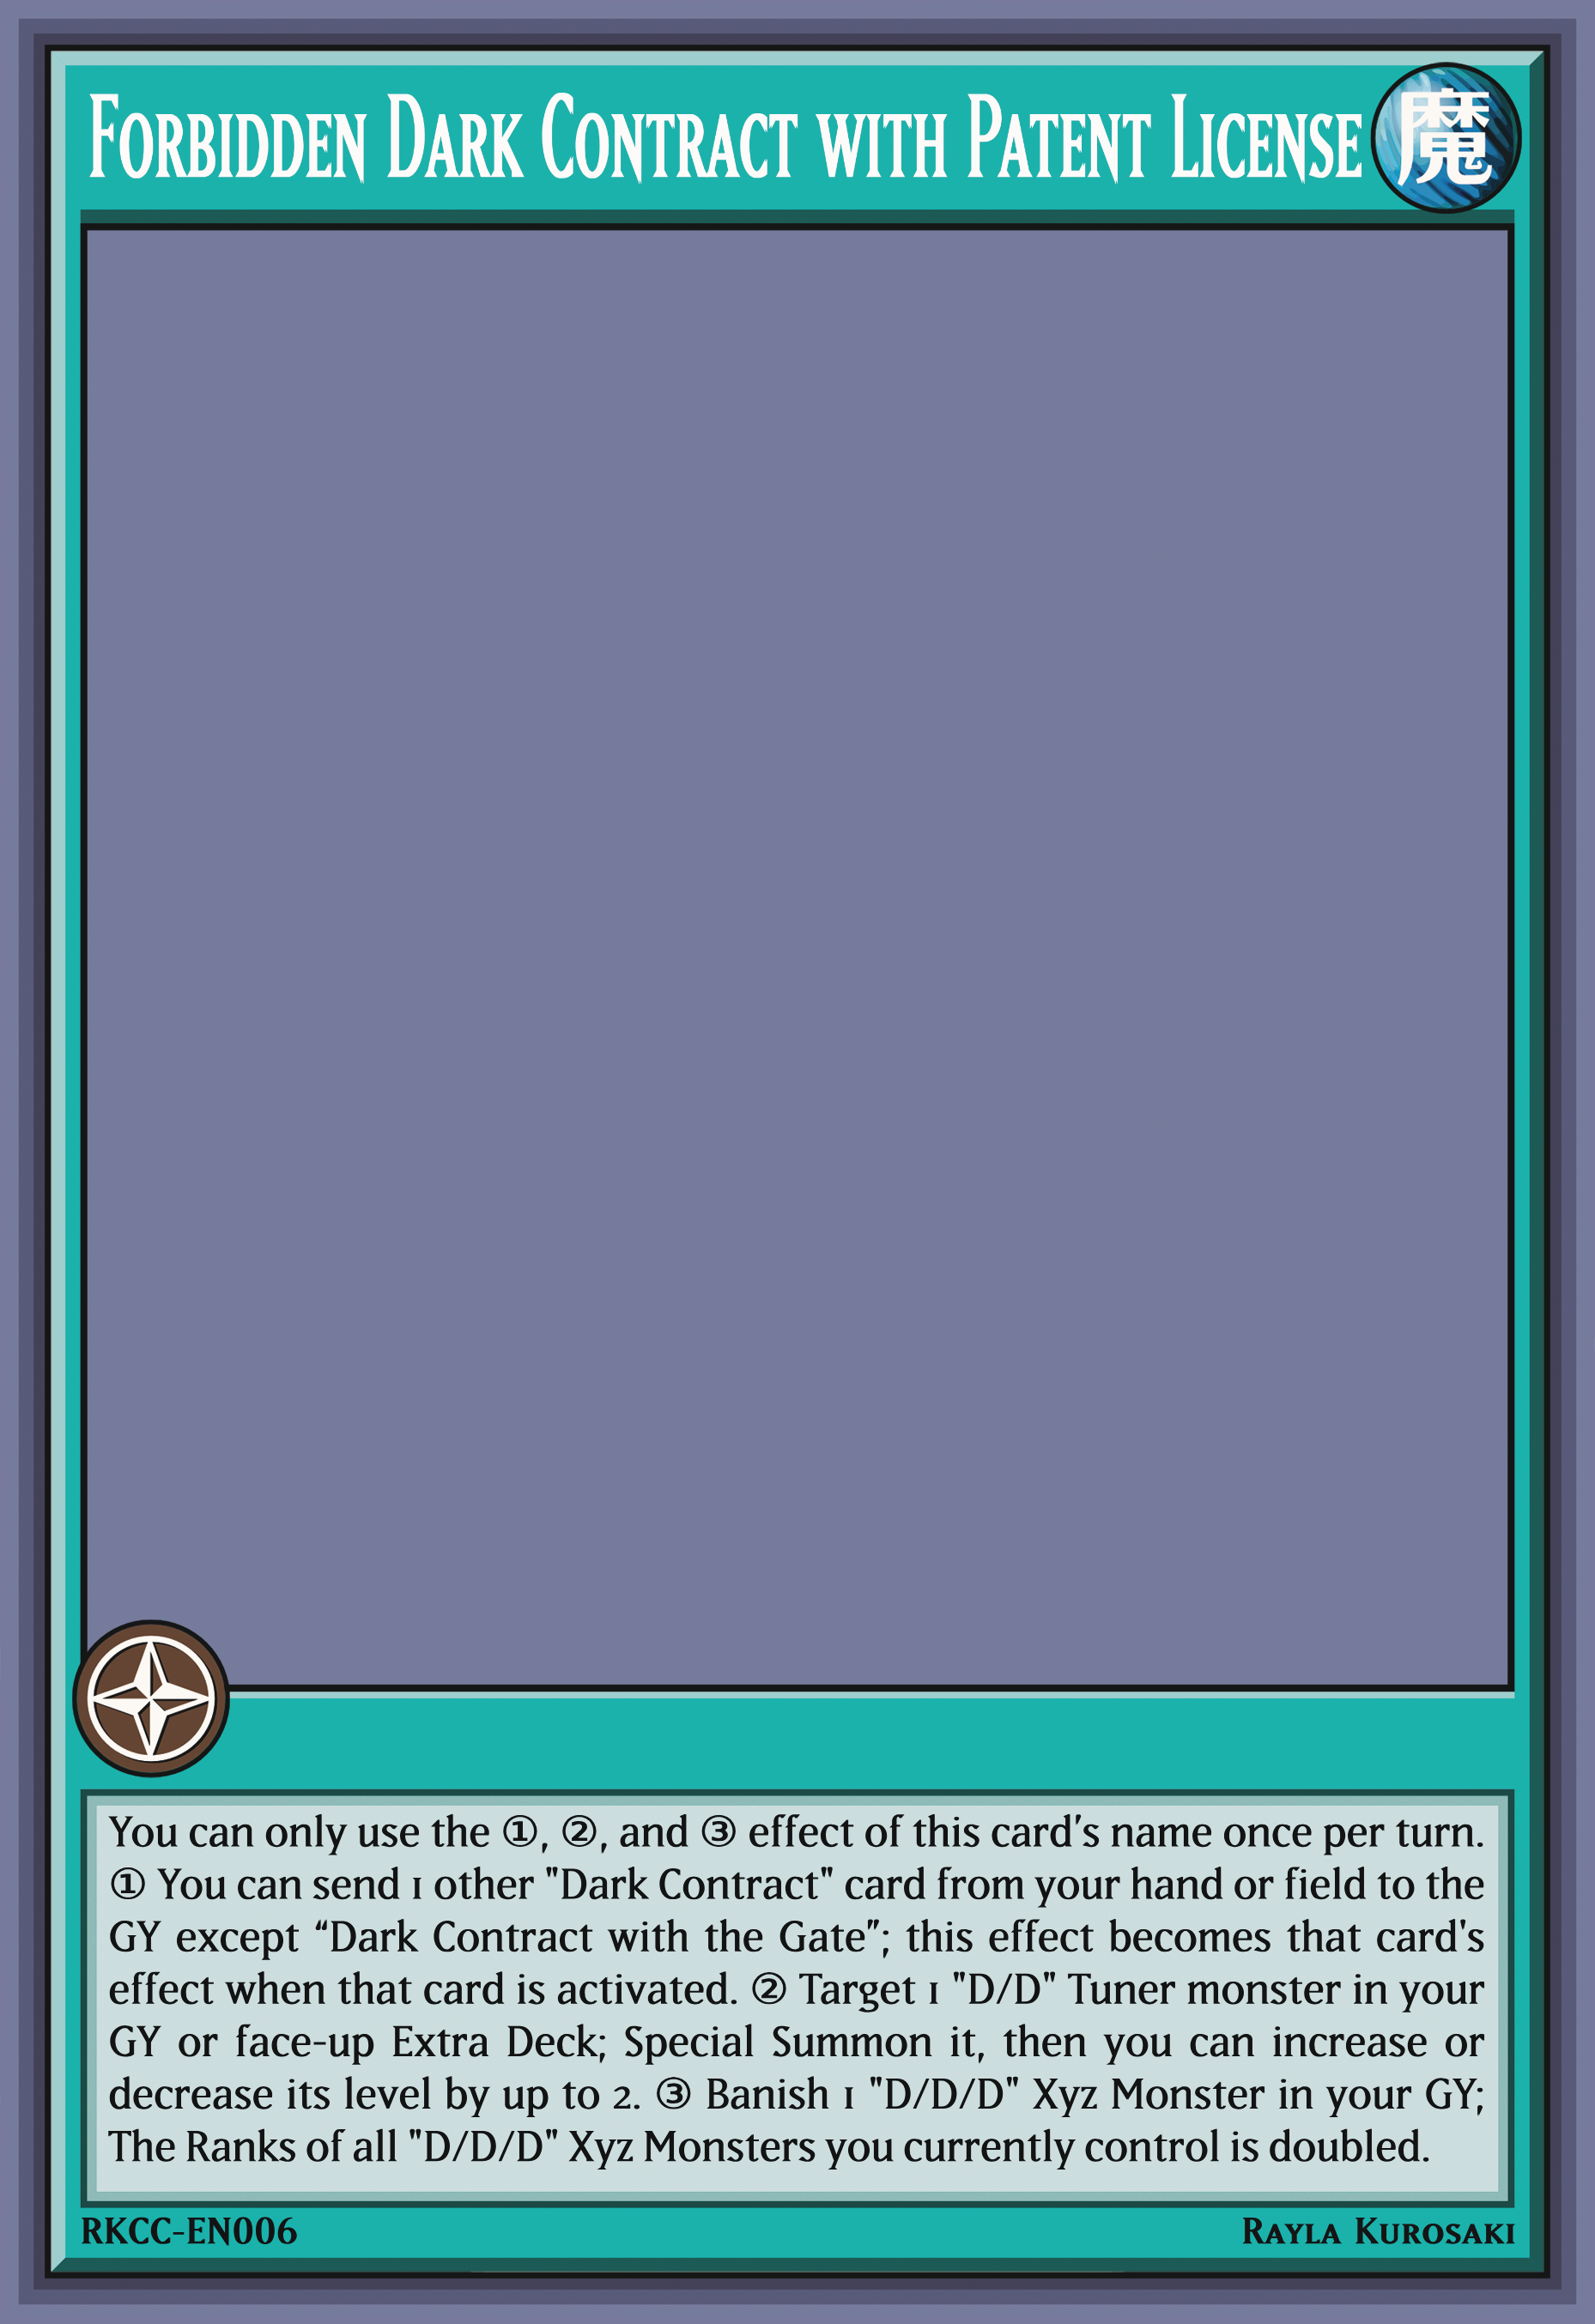 Forbidden Dark Contract with Patent License
魔
You can only use the ①, ②, and ③ effect of this card's name once per turn.
① You can send 1 other "Dark Contract" card from your hand or field to the
GY except “Dark Contract with the Gate”; this effect becomes that card's
effect when that card is activated. ② Target 1 "D/D" Tuner monster in your
GY or face-up Extra Deck; Special Summon it, then you can increase or
decrease its level by up to 2. ③ Banish 1 "D/D/D" Xyz Monster in your GY;
The Ranks of all "D/D/D" Xyz Monsters you currently control is doubled.
RKCC-EN006
Rayla Kurosaki